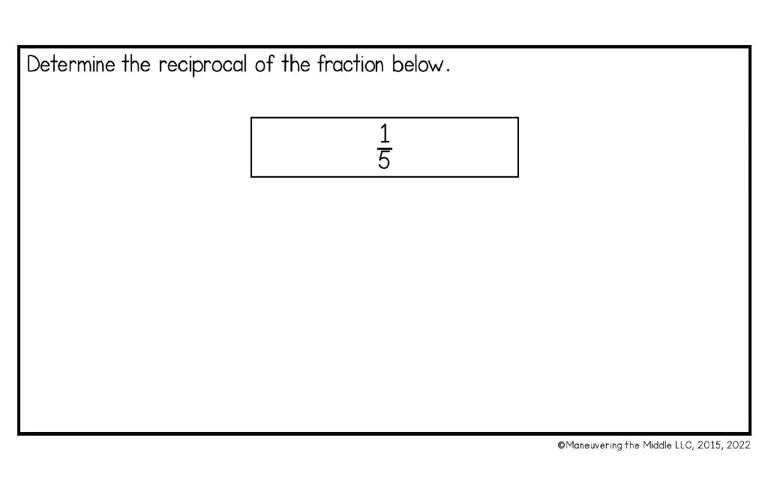 Determine the reciprocal of the fraction below.
1
5
©Maneuvering the Middle LLC, 2015, 2022